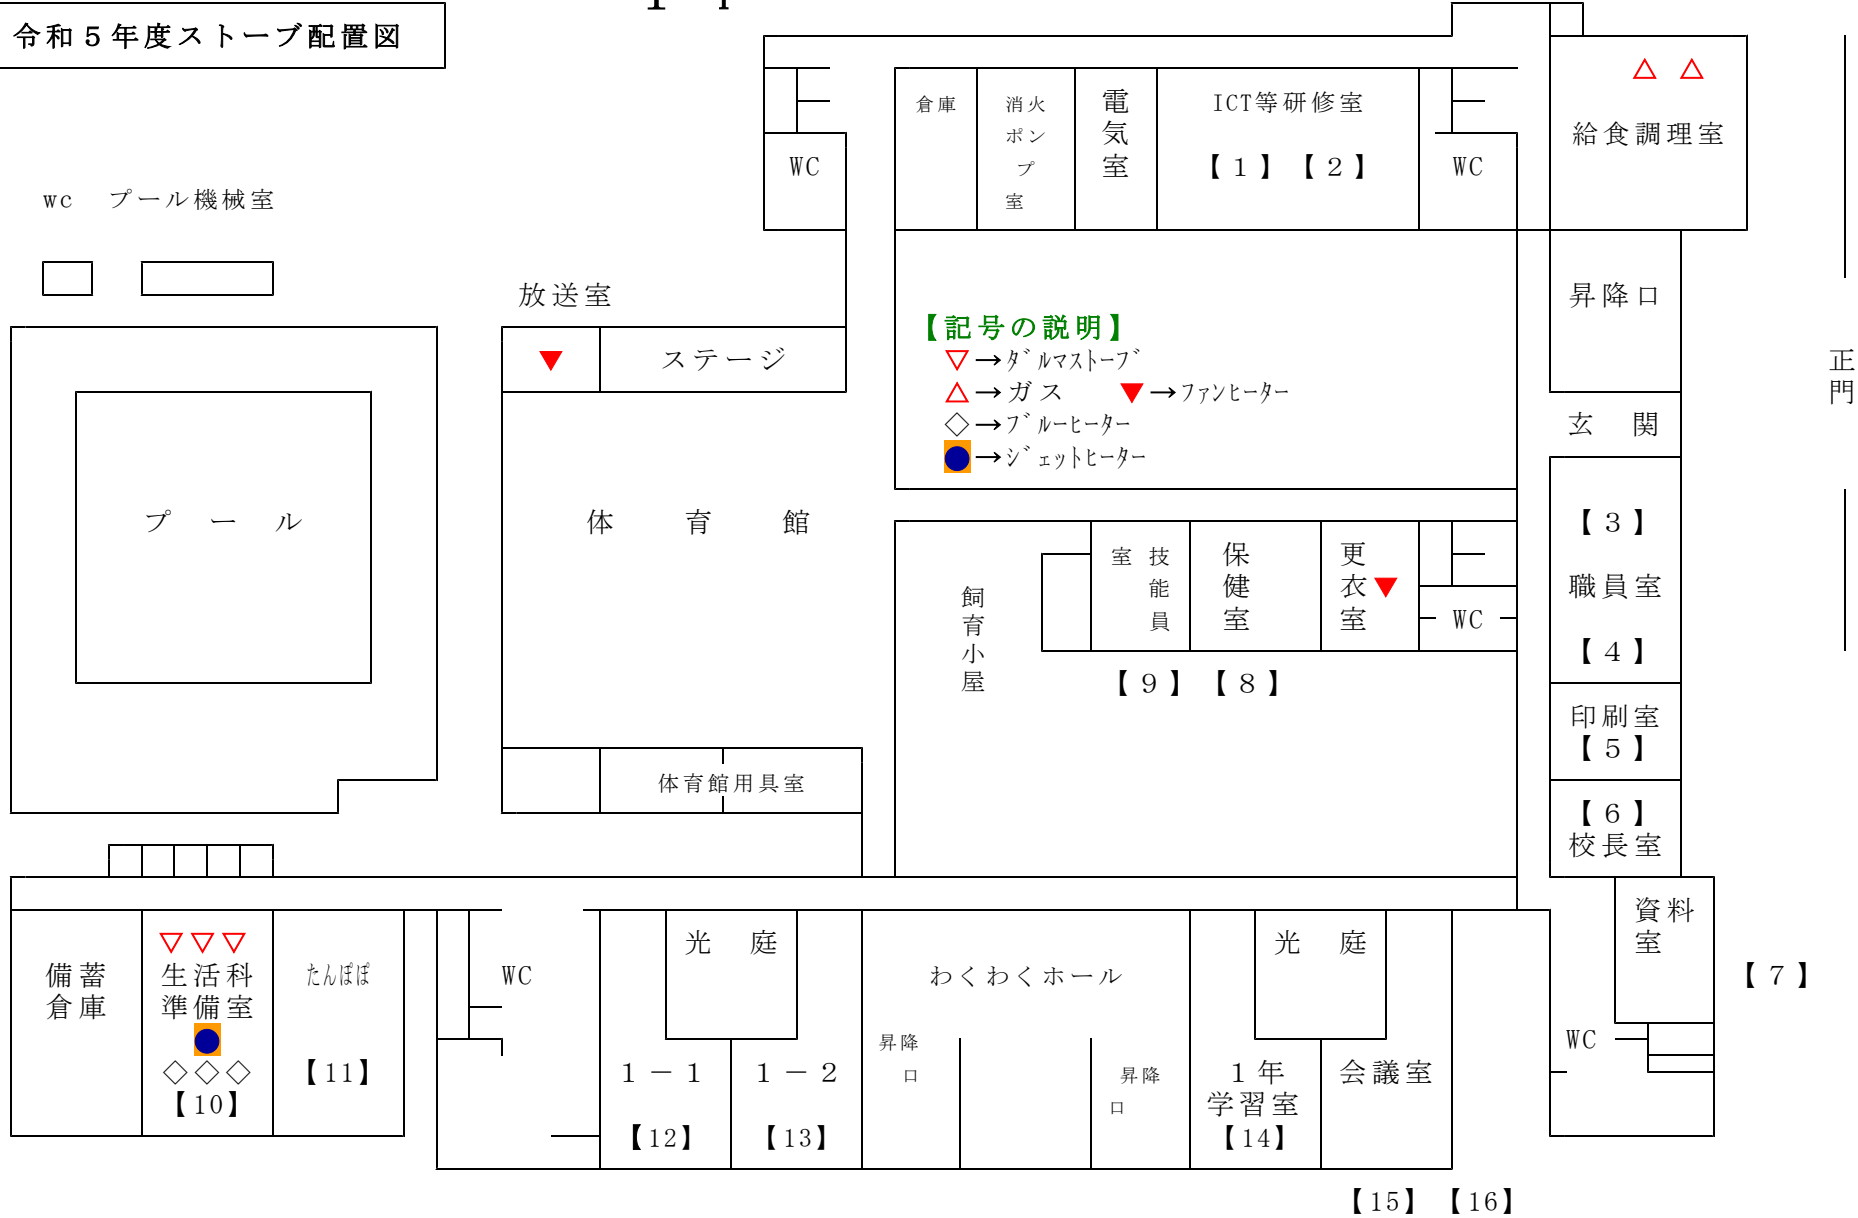 令和５年度ストーブ配置図
倉庫
消火
ポン
プ
室
電気室
ICT等研修室
【１】【２】
WC
WC
給食調理室
△ △
wc プール機械室
放送室
▼
ステージ
昇降口
【記号の説明】
▽→ﾀﾞﾙﾏｽﾄｰﾌﾞ
△→ガス ▼→ﾌｧﾝﾋｰﾀｰ
◇→ﾌﾞﾙｰﾋｰﾀｰ
●→ｼﾞｪｯﾄﾋｰﾀｰ
正門
玄 関
プ ー ル
体 育 館
【３】
職員室
【４】
飼育小屋
技能員室
保健室
更衣室▼
WC
【９】【８】
印刷室
【５】
体育館用具室
【６】
校長室
資料室
【７】
備蓄
倉庫
▽▽▽
生活科
準備室
●
◇◇◇
【10】
たんぽぽ
【11】
WC
光 庭
１－１
【12】
１－２
【13】
わくわくホール
昇降口
昇降口
光 庭
１年
学習室
【14】
会議室
WC
【15】【16】